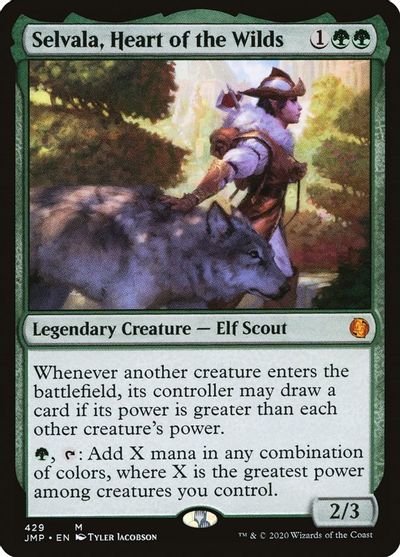 Selvala, Heart of the Wilds 1
Legendary Creature — Elf Scout
Whenever another creature enters the
battlefield, its controller may draw a
card if its power is greater than each
other creature's power.
, : Add X mana in any combination
of colors, where X is the greatest power
among creatures you control.
2/3
429 M
JMP • EN Tyler Jacobson ™ & © 2020 Wizards of the Coast